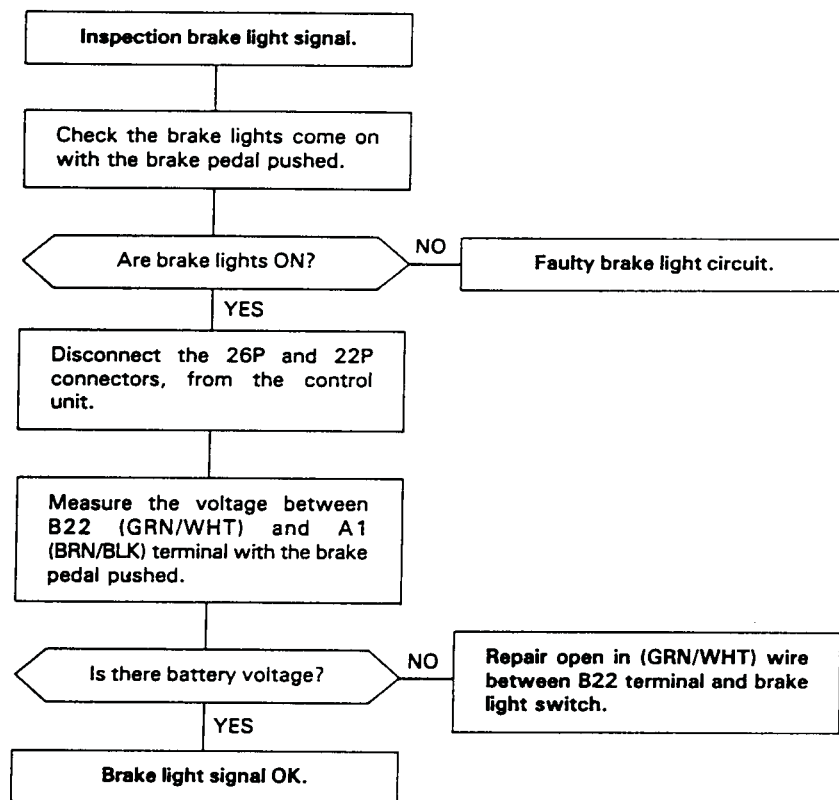 Inspection brake light signal.
Check the brake lights come on
with the brake pedal pushed.
Are brake lights ON?
NO
Faulty brake light circuit.
YES
Disconnect the 26P and 22P
connectors, from the control
unit.
Measure the voltage between
B22 (GRN/WHT) and A1
(BRN/BLK) terminal with the brake
pedal pushed.
Is there battery voltage?
NO
Repair open in (GRN/WHT) wire
between B22 terminal and brake
light switch.
YES
Brake light signal OK.